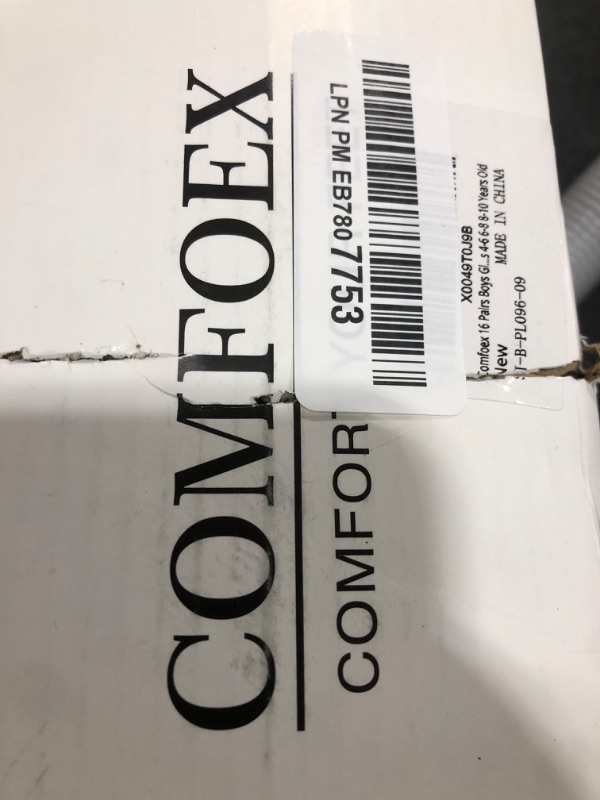 COMFOEX
COMFOR
LPN PM EB780 7753
X0049T0J9B
Comfoex 16 Pairs Boys Gi...s 4-6 6-8 8-10 Years Old
New
MADE IN CHINA
-B-PL096-09